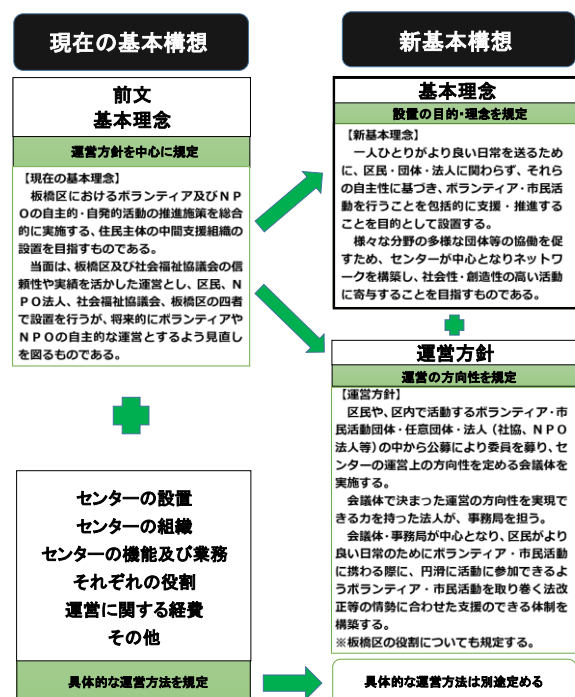 現在の基本構想
前文
基本理念
運営方針を中心に規定
【現在の基本理念】
板橋区におけるボランティア及びNP
Oの自主的・自発的活動の推進施策を総合
的に実施する、住民主体の中間支援組織の
設置を目指すものである。
当面は、板橋区及び社会福祉協議会の信
頼性や実績を活かした運営とし、区民、N
PO法人、社会福祉協議会、板橋区の四者
で設置を行うが、将来的にボランティアや
NPOの自主的な運営とするよう見直し
を図るものである。
センターの設置
センターの組織
センターの機能及び業務
それぞれの役割
運営に関する経費
その他
具体的な運営方法を規定
新基本構想
基本理念
設置の目的・理念を規定
【新基本理念】
一人ひとりがより良い日常を送るため
に、区民・団体・法人に関わらず、それら
の自主性に基づき、ボランティア・市民活
動を行うことを包括的に支援・推進する
ことを目的として設置する。
様々な分野の多様な団体等の協働を促
すため、センターが中心となりネットワ
ークを構築し、社会性・創造性の高い活動
に寄与することを目指すものである。
運営方針
運営の方向性を規定
【運営方針】
区民や、区内で活動するボランティア・市
民活動団体・任意団体・法人（社協、NPO
法人等）の中から公募により委員を募り、セ
ンターの運営上の方向性を定める会議体を
実施する。
会議体で決まった運営の方向性を実現で
きる力を持った法人が、事務局を担う。
会議体・事務局が中心となり、区民がより
良い日常のためにボランティア・市民活動
に携わる際に、円滑に活動に参加できるよ
うボランティア・市民活動を取り巻く法改
正等の情勢に合わせた支援のできる体制を
構築する。
※板橋区の役割についても規定する。
具体的な運営方法は別途定める